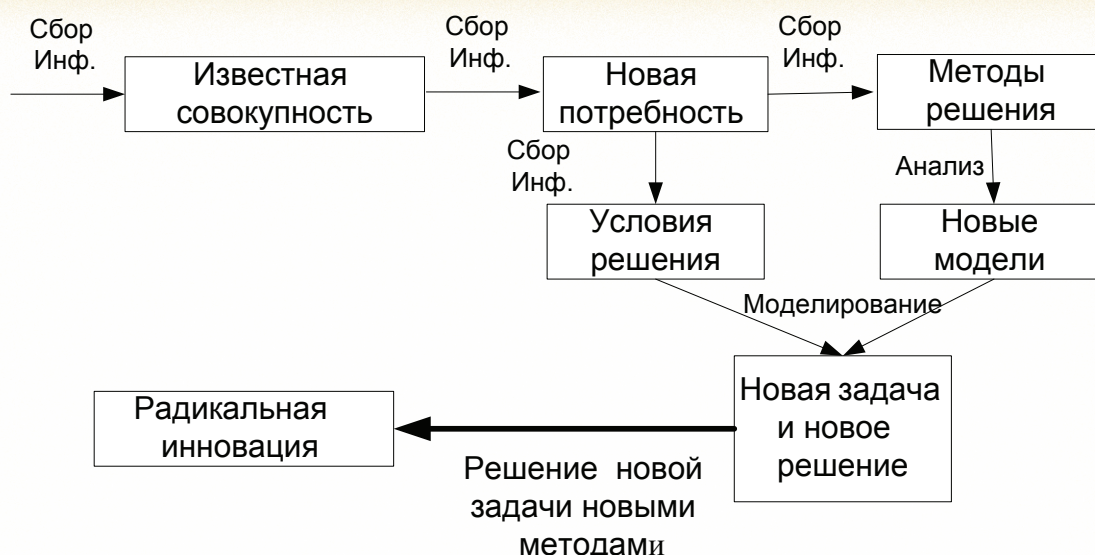 Сбор
Инф.
Известная
совокупность
Сбор
Инф.
Новая
потребность
Сбор
Инф.
Методы
решения
Сбор
Инф.
Анализ
Условия
решения
Новые
модели
Моделирование
Новая задача
и новое
решение
Радикальная
инновация
Решение новой
задачи новыми
методами